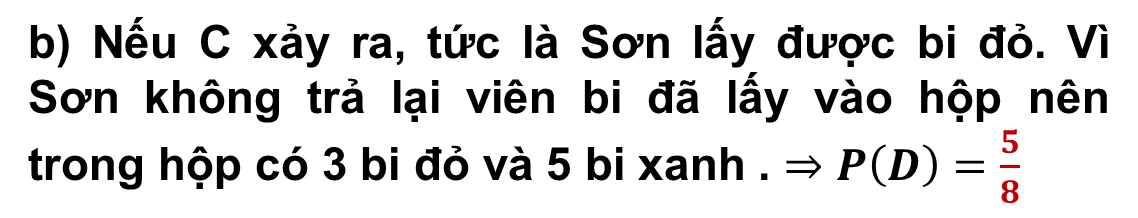 b) Nếu C xảy ra, tức là Sơn lấy được bi đỏ. Vì
Sơn không trả lại viên bi đã lấy vào hộp nên
trong hộp có 3 bi đỏ và 5 bi xanh . ⇒ P(D) = 5/8